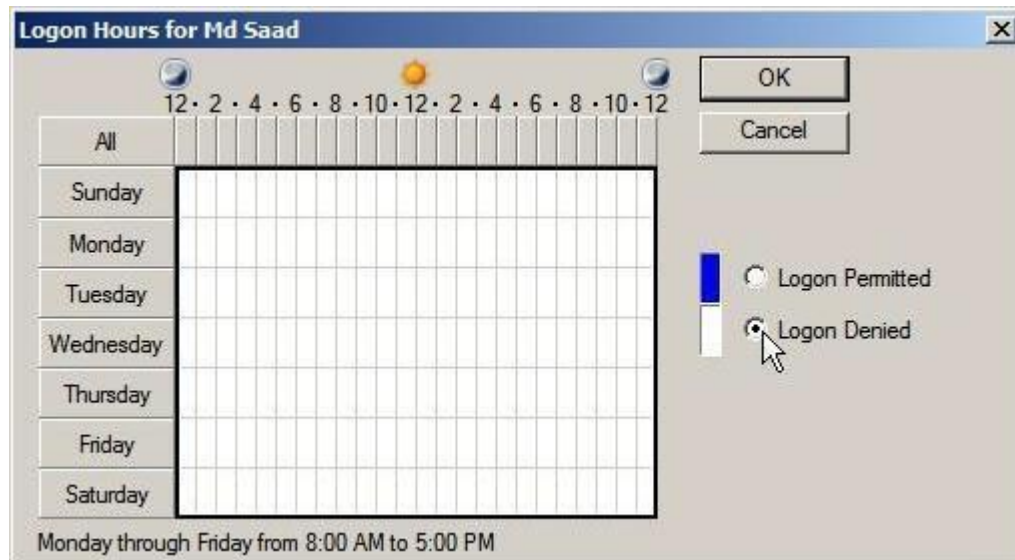 Logon Hours for Md Saad
12 · 2 · 4 · 6 · 8 · 10 · 12 · 2 · 4 · 6 · 8 · 10 · 12
OK
Cancel
All
Sunday
Monday
Tuesday
Wednesday
Thursday
Friday
Saturday
Logon Permitted
Logon Denied
Monday through Friday from 8:00 AM to 5:00 PM